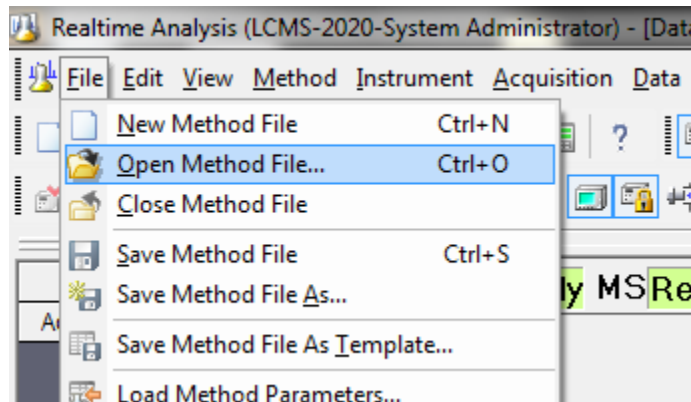 Realtime Analysis (LCMS-2020-System Administrator) - [Data
File Edit View Method Instrument Acquisition Data
New Method File Ctrl+N
?
Open Method File... Ctrl+O
Close Method File
Save Method File Ctrl+S
Save Method File As...
MS
Save Method File As Template...
Load Method Parameters...